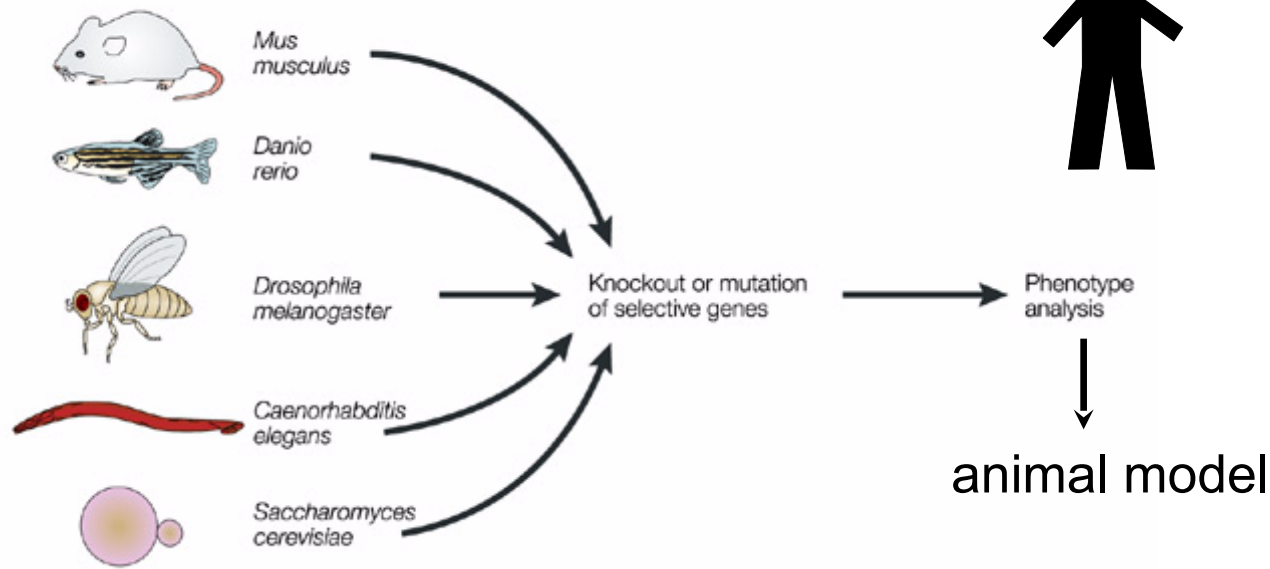 Mus
musculus
Danio
rerio
Drosophila
melanogaster
Caenorhabditis
elegans
Saccharomyces
cerevisiae
Knockout or mutation
of selective genes
Phenotype
analysis
animal model